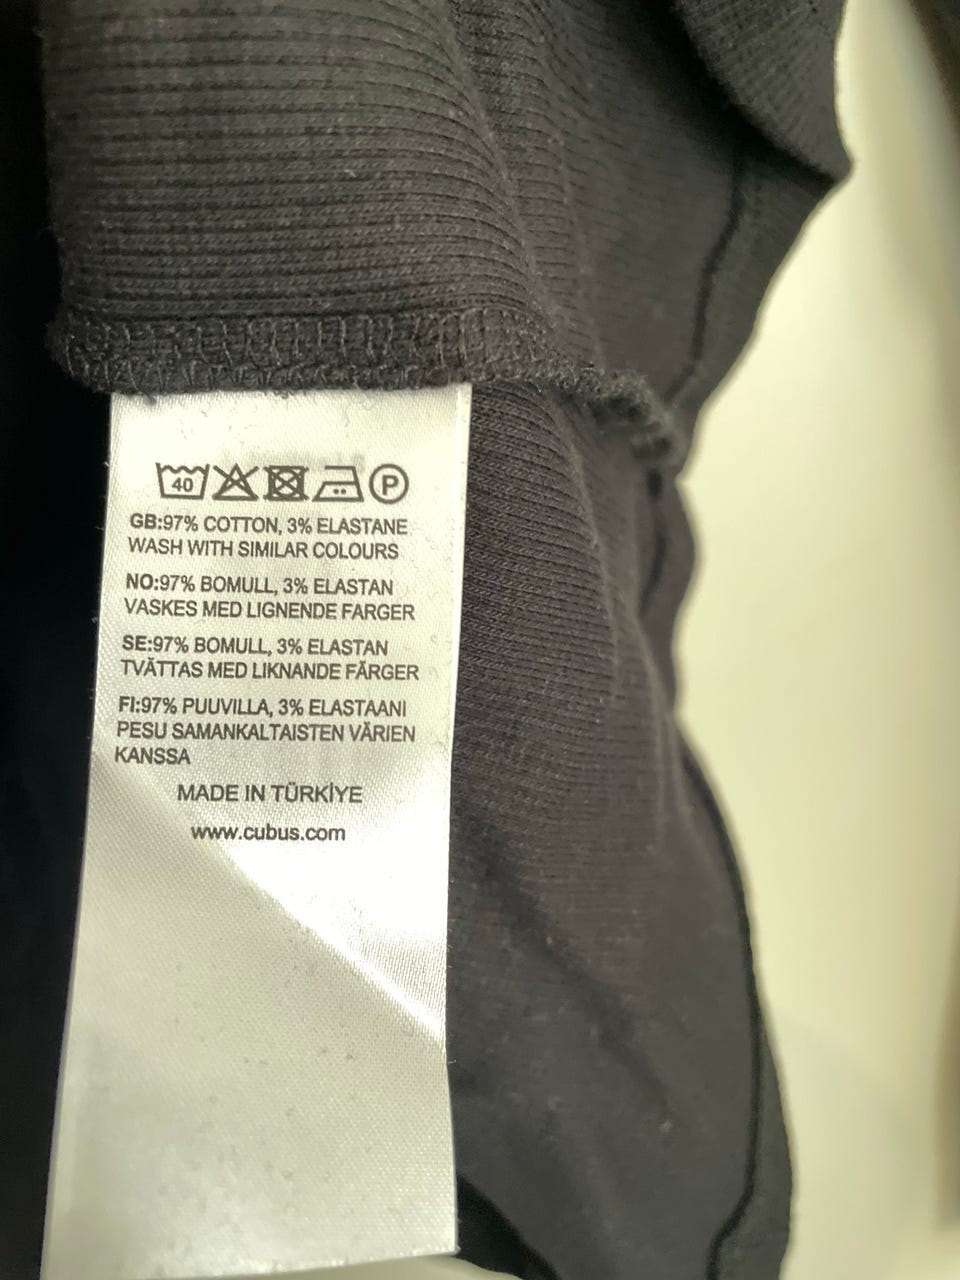 40 P
GB:97% COTTON, 3% ELASTANE
WASH WITH SIMILAR COLOURS
NO:97% BOMULL, 3% ELASTAN
VASKES MED LIGNENDE FARGER
SE:97% BOMULL, 3% ELASTAN
TVÄTTAS MED LIKNANDE FÄRGER
FI:97% PUUVILLA, 3% ELASTAANI
PESU SAMANKALTAISTEN VÄRIEN
KANSSA
MADE IN TÜRKİYE
www.cubus.com